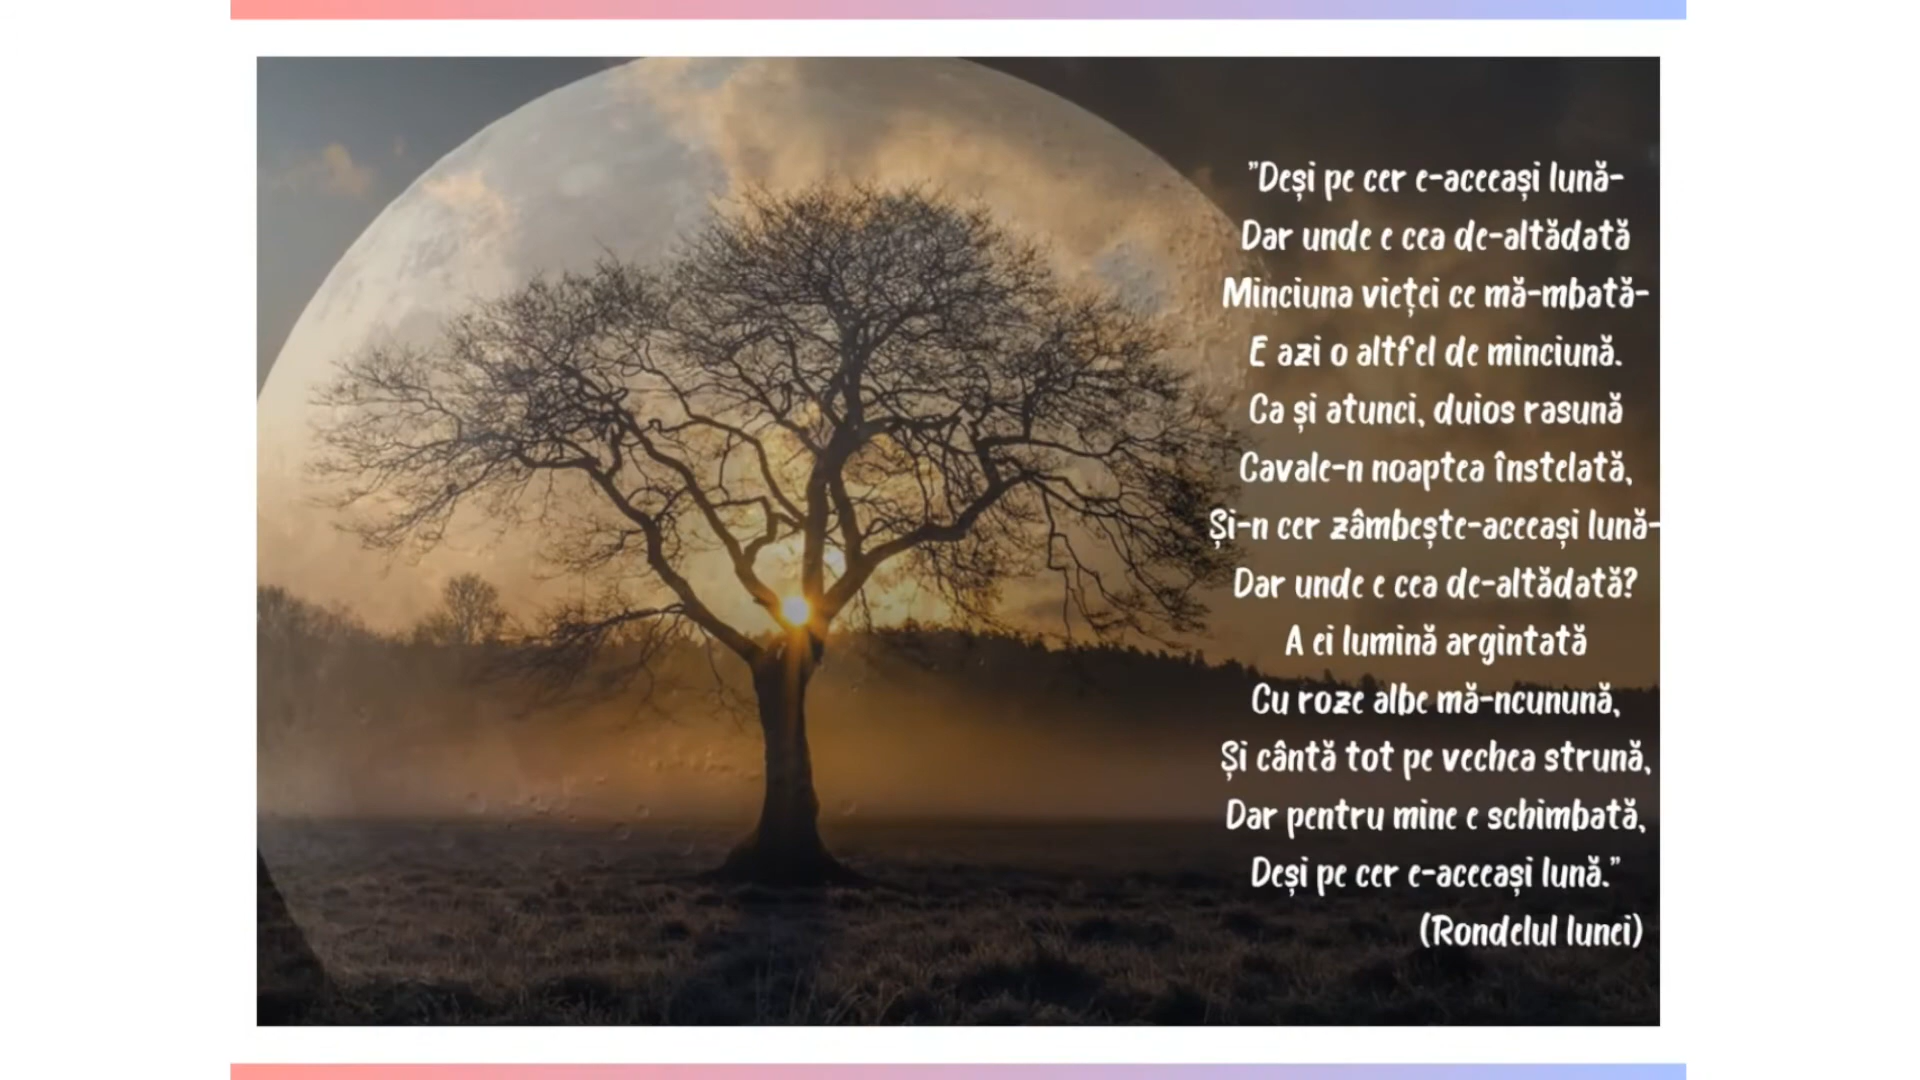 "Deși pe cer e-aceeași lună-
Dar unde e cea de-altădată
Minciuna vieței ce mă-mbată-
E azi o altfel de minciună.
Ca și atunci, duios rasună
Cavale-n noaptea înstelată,
Și-n cer zâmbește-aceeași lună-
Dar unde e cea de-altădată?
A ei lumină argintată
Cu roze albe mă-ncunună,
Și cântă tot pe vechea strună,
Dar pentru mine e schimbată,
Deși pe cer e-aceeași lună."
(Rondelul lunei)